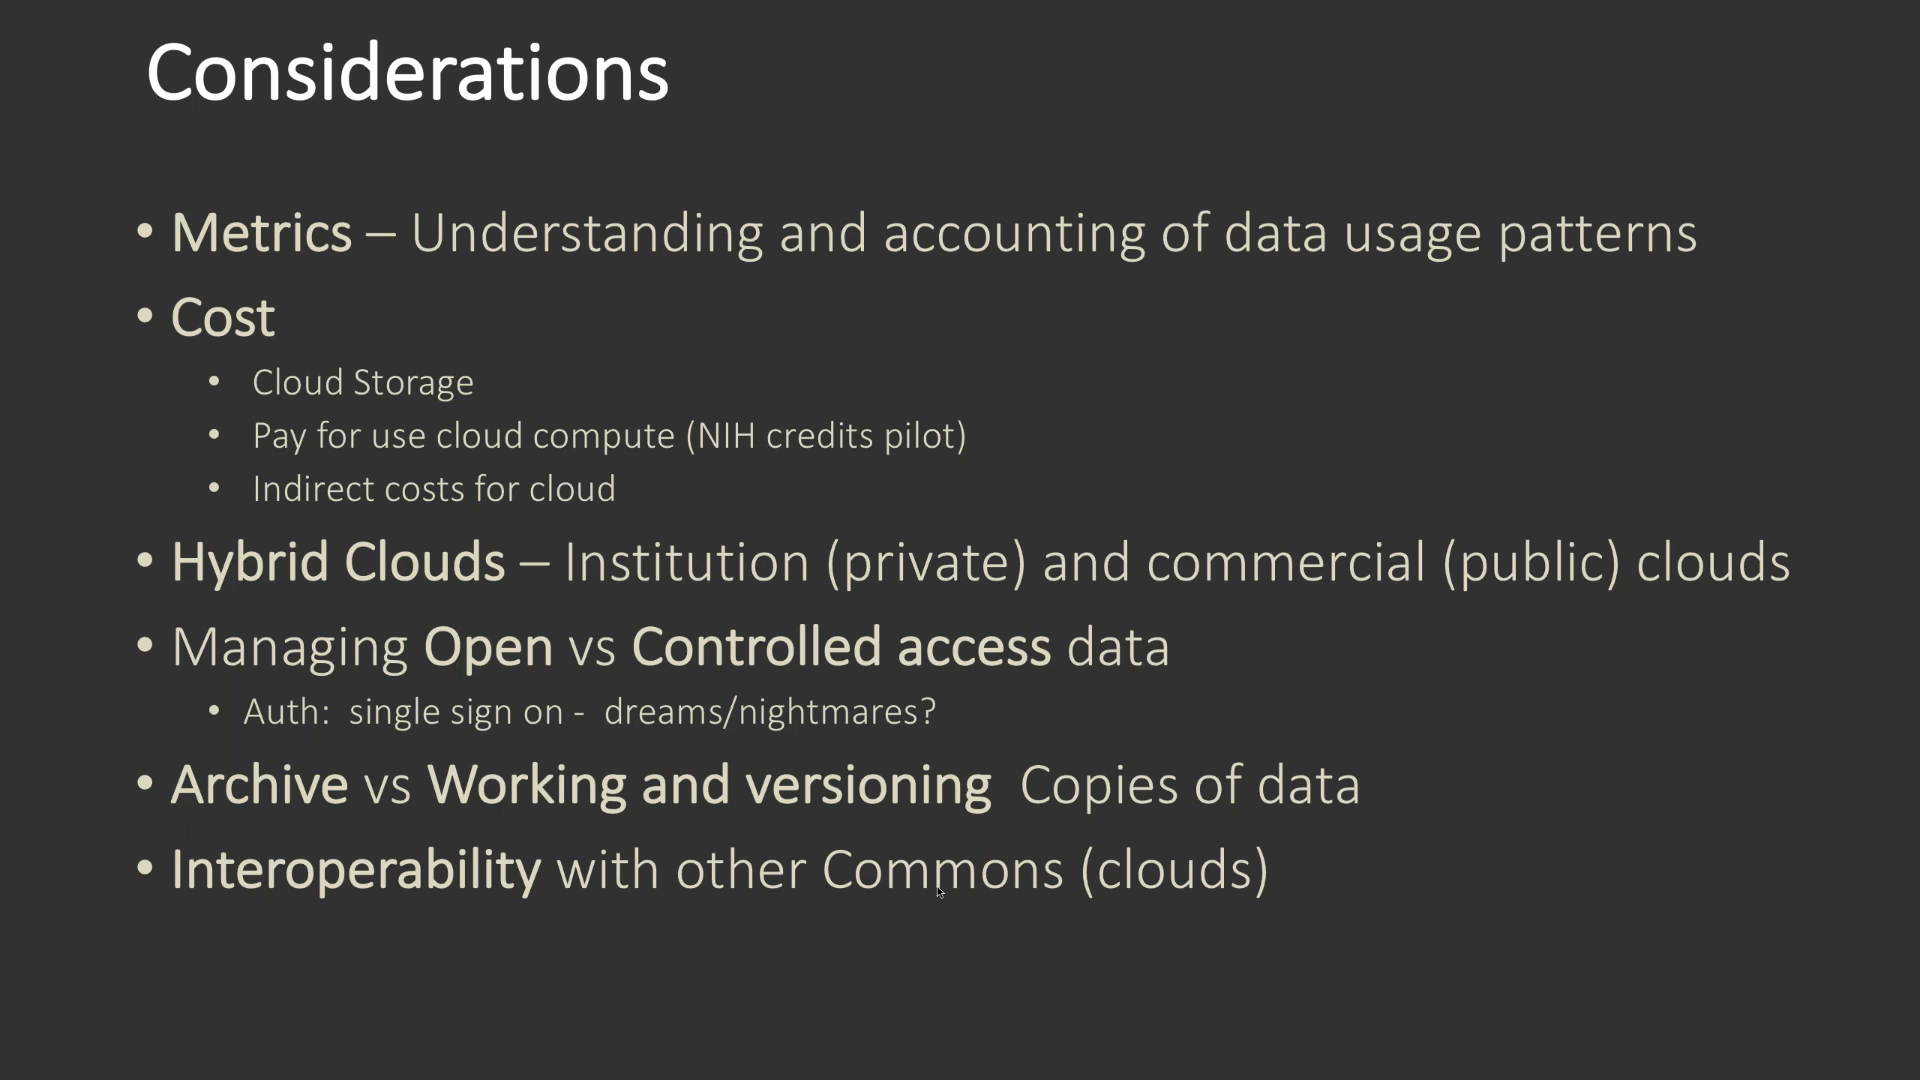 Considerations
• Metrics – Understanding and accounting of data usage patterns
• Cost
• Cloud Storage
• Pay for use cloud compute (NIH credits pilot)
• Indirect costs for cloud
• Hybrid Clouds – Institution (private) and commercial (public) clouds
• Managing Open vs Controlled access data
• Auth:  single sign on -  dreams/nightmares?
• Archive vs Working and versioning  Copies of data
• Interoperability with other Commons (clouds)